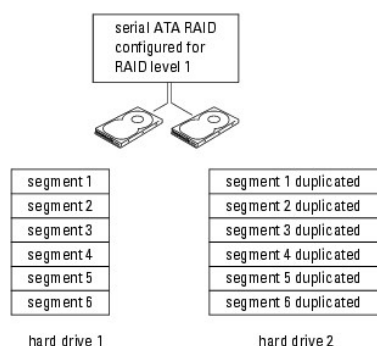 serial ATA RAID
configured for
RAID level 1
segment 1
segment 2
segment 3
segment 4
segment 5
segment 6
hard drive 1
segment 1 duplicated
segment 2 duplicated
segment 3 duplicated
segment 4 duplicated
segment 5 duplicated
segment 6 duplicated
hard drive 2